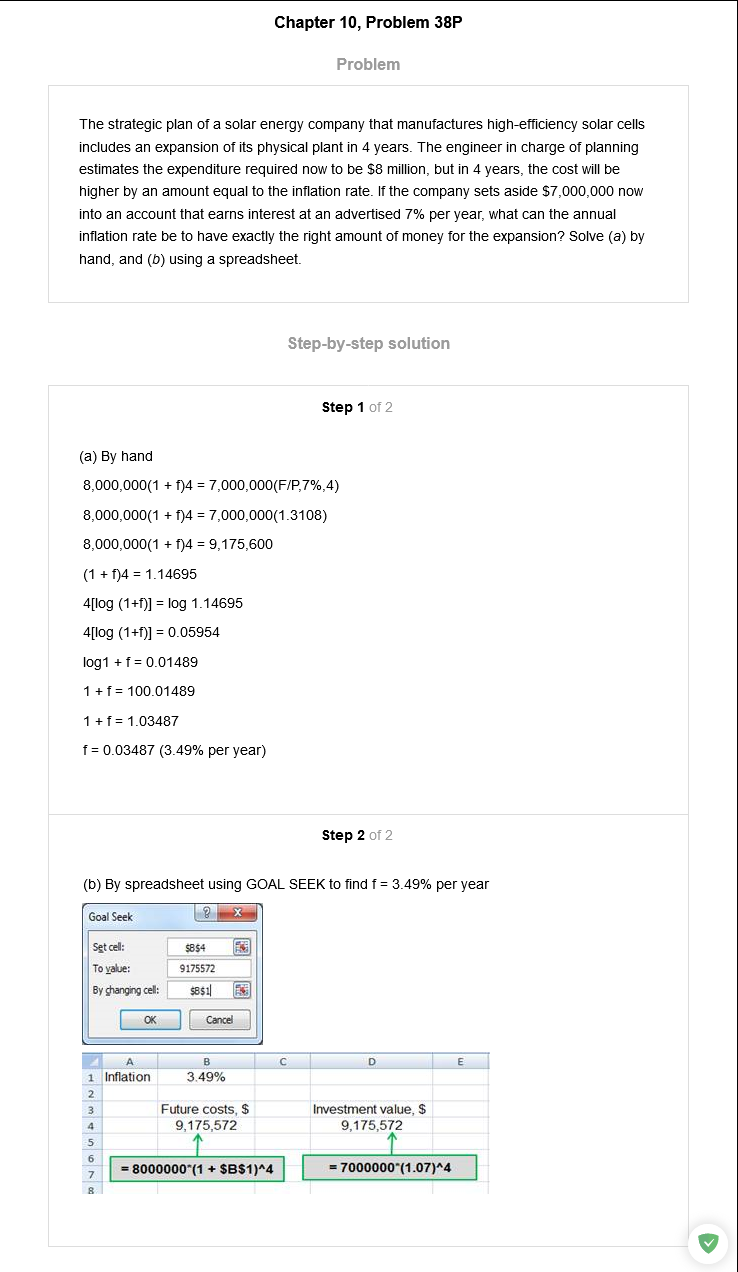 Chapter 10, Problem 38P
Problem
The strategic plan of a solar energy company that manufactures high-efficiency solar cells
includes an expansion of its physical plant in 4 years. The engineer in charge of planning
estimates the expenditure required now to be $8 million, but in 4 years, the cost will be
higher by an amount equal to the inflation rate. If the company sets aside $7,000,000 now
into an account that earns interest at an advertised 7% per year, what can the annual
inflation rate be to have exactly the right amount of money for the expansion? Solve (a) by
hand, and (b) using a spreadsheet.
Step-by-step solution
Step 1 of 2
(a) By hand
8,000,000(1 + f)4 = 7,000,000(F/P,7%,4)
8,000,000(1 + f)4 = 7,000,000(1.3108)
8,000,000(1 + f)4 = 9,175,600
(1 + f)4 = 1.14695
4[log (1+f)] = log 1.14695
4[log (1+f)] = 0.05954
log1 + f = 0.01489
1 + f = 100.01489
1 + f = 1.03487
f = 0.03487 (3.49% per year)
Step 2 of 2
(b) By spreadsheet using GOAL SEEK to find f = 3.49% per year
Goal Seek ? X
Set cell: $B$4
To value: 9175572
By changing cell: $B$1
OK Cancel
A B C D E
1 Inflation 3.49%
2
3 Future costs, $ Investment value, $
4 9,175,572 9,175,572
5
6
= 8000000*(1 + $B$1)^4 = 7000000*(1.07)^4
7
8